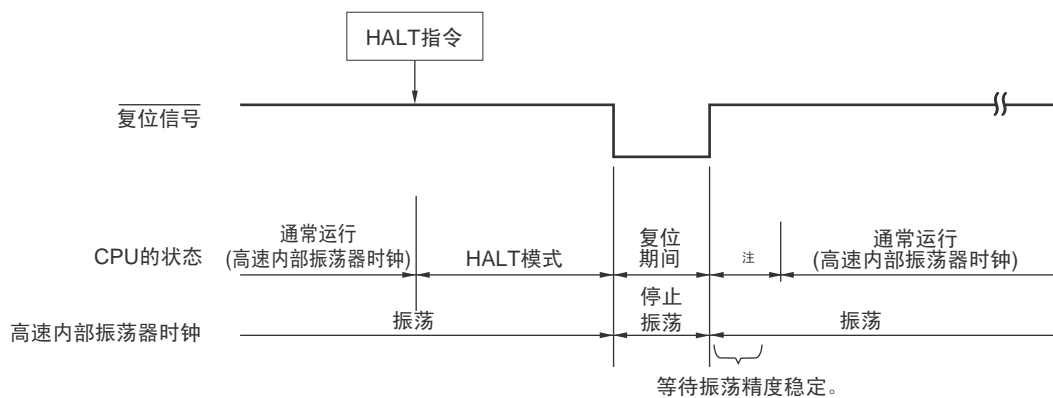 HALT指令
复位信号
CPU的状态
通常运行
(高速内部振荡器时钟)
HALT模式
复位
期间
注
通常运行
(高速内部振荡器时钟)
高速内部振荡器时钟
振荡
停止
振荡
振荡
等待振荡精度稳定。